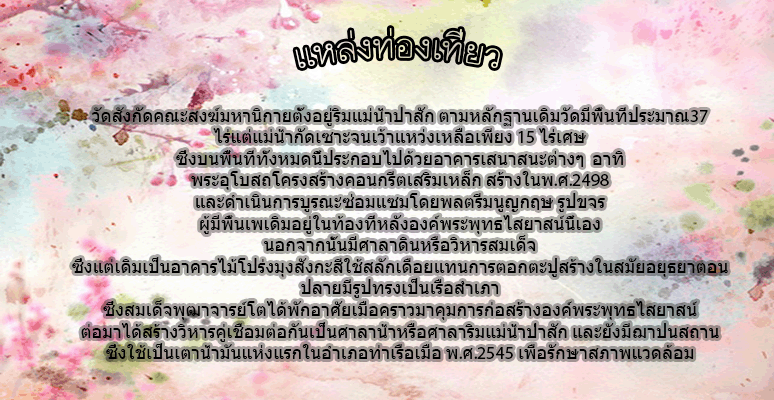 แหล่งท่องเที่ยว
วัดสังกัดคณะสงฆ์มหานิกายตั้งอยู่ริมแม่น้ำป่าสัก ตามหลักฐานเดิมวัดมีพื้นที่ประมาณ37
ไร่แต่แม่น้ำกัดเซาะจนเว้าแหว่งเหลือเพียง 15 ไร่เศษ
ซึ่งบนพื้นที่ทั้งหมดนี้ประกอบไปด้วยอาคารเสนาสนะต่างๆ อาทิ
พระอุโบสถโครงสร้างคอนกรีตเสริมเหล็ก สร้างในพ.ศ.2498
และดำเนินการบูรณะซ่อมแซมโดยพลตรีมนูญกฤษ รูปขจร
ผู้มีพื้นเพเดิมอยู่ในท้องที่หลังองค์พระพุทธไสยาสน์นี้เอง
นอกจากนั้นมีศาลาดินหรือวิหารสมเด็จ
ซึ่งแต่เดิมเป็นอาคารไม้โปร่งมุงสังกะสีใช้สลักเดือยแทนการตอกตะปูสร้างในสมัยอยุธยาตอน
ปลายมีรูปทรงเป็นเรือสำเภา
ซึ่งสมเด็จพุฒาจารย์โตได้พักอาศัยเมื่อคราวมาคุมการก่อสร้างองค์พระพุทธไสยาสน์
ต่อมาได้สร้างวิหารคู่เชื่อมต่อกันเป็นศาลาน้ำหรือศาลาริมแม่น้ำป่าสัก และยังมีฌาปนสถาน
ซึ่งใช้เป็นเตาน้ำมันแห่งแรกในอำเภอท่าเรือเมื่อ พ.ศ.2545 เพื่อรักษาสภาพแวดล้อม